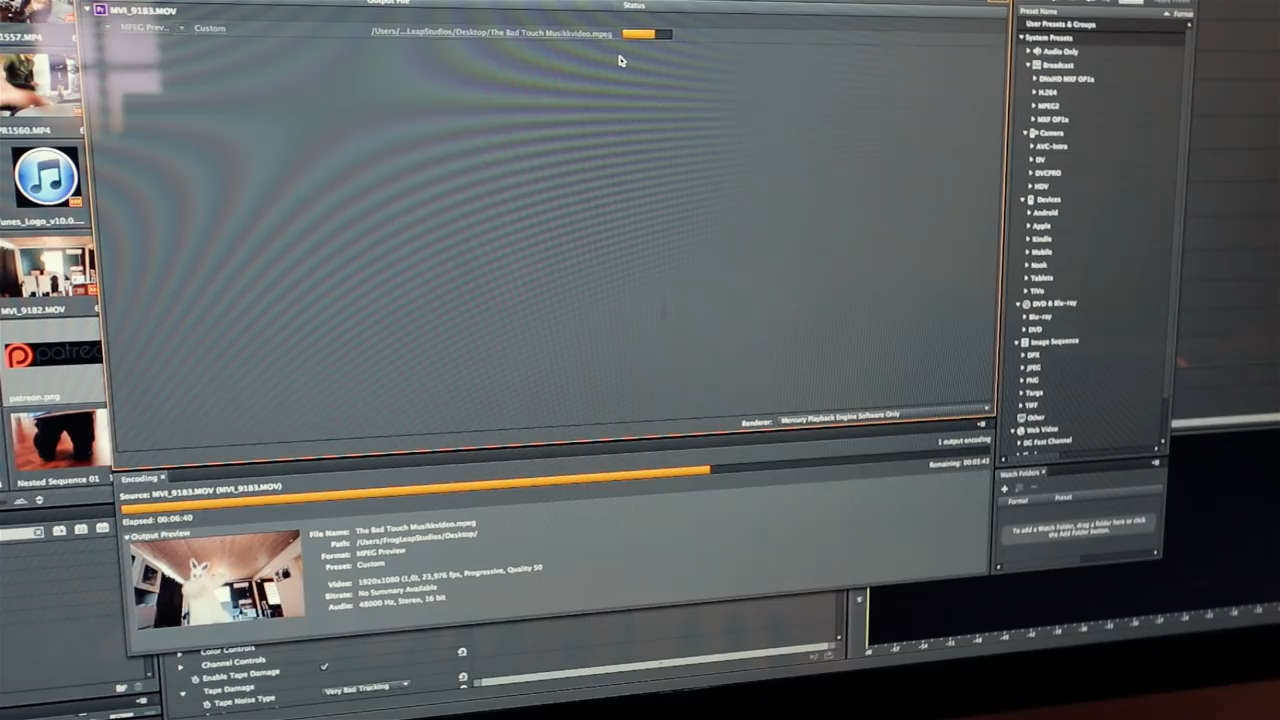 Output File
Status
Pr MVI_9183.MOV
MPEG Prev...
Custom
/Users/...LeapStudios/Desktop/The Bad Touch Musikkvideo.mpeg
1557.MP4
PR1560.MP4
unes_Logo_v10.0....
MVI_9182.MOV
patreon.png
Nested Sequence 01
Renderer:
Mercury Playback Engine Software Only
1 output encoding
Encoding
Source: MVI_9183.MOV (MVI_9183.MOV)
Remaining: 00:03:43
Elapsed: 00:06:40
Output Preview
File Name: The Bad Touch Musikkvideo.mpeg
Path: /Users/FrogLeapStudios/Desktop/
Format: MPEG Preview
Preset: Custom
Video: 1920x1080 (1,0), 23,976 fps, Progressive, Quality 50
Bitrate: No Summary Available
Audio: 48000 Hz, Stereo, 16 bit
Color Controls
Channel Controls
Enable Tape Damage
Tape Damage
Very Bad Tracking
Tape Noise Type
Preset Name
Format
User Presets & Groups
System Presets
Audio Only
Broadcast
DNxHD MXF OP1a
H.264
MPEG2
MXF OP1a
Camera
AVC-Intra
DV
DVCPRO
HDV
Devices
Android
Apple
Kindle
Mobile
Nook
Tablets
TiVo
DVD & Blu-ray
Blu-ray
DVD
Image Sequence
DPX
JPEG
PNG
Targa
TIFF
Other
Web Video
DG Fast Channel
Watch Folders
Format
Preset
To add a Watch Folder, drag a folder here or click
the Add Folder button.